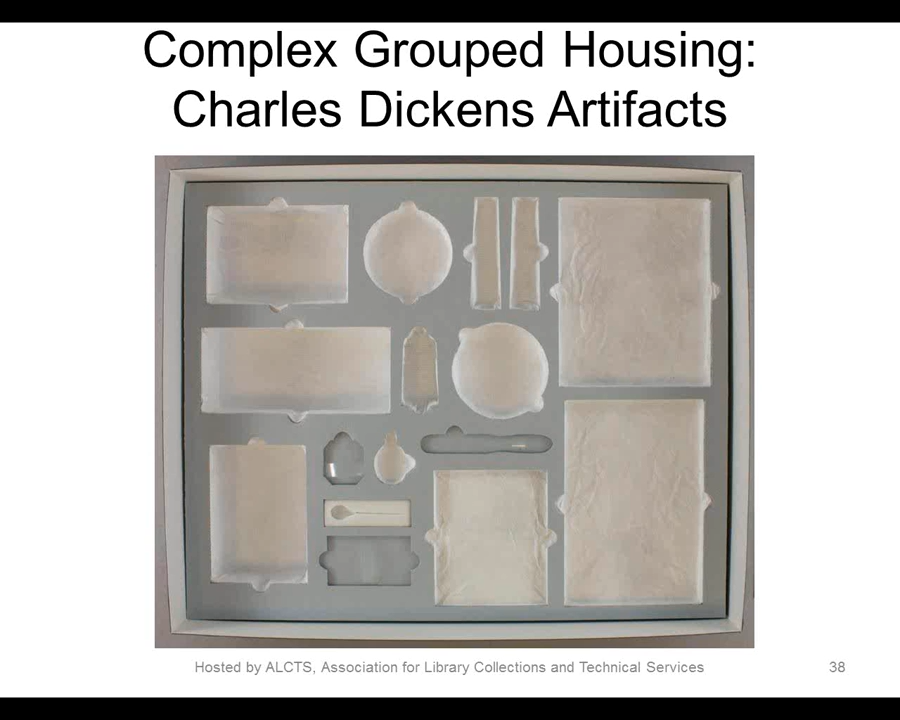 Complex Grouped Housing:
Charles Dickens Artifacts
Hosted by ALCTS, Association for Library Collections and Technical Services
38